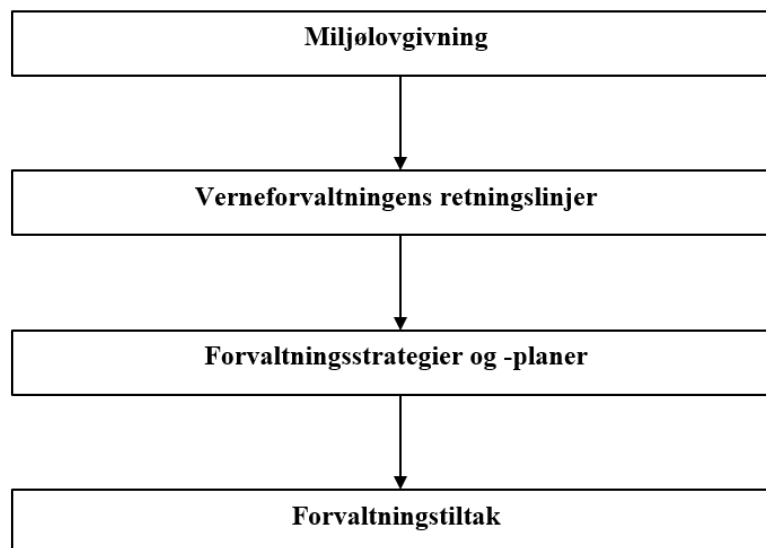 Miljølovgivning
Verneforvaltningens retningslinjer
Forvaltningsstrategier og -planer
Forvaltningstiltak